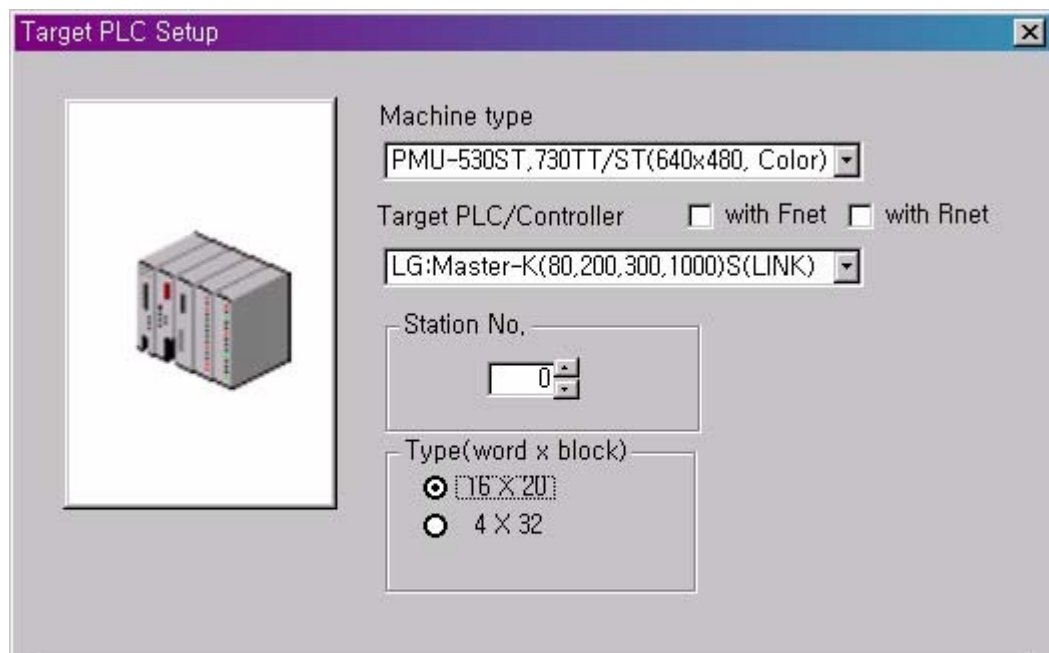 Target PLC Setup
Machine type
PMU-530ST,730TT/ST(640x480, Color)
Target PLC/Controller with Fnet with Rnet
LG:Master-K(80,200,300,1000)S(LINK)
Station No.
0
Type(word x block)
16 X 20
4 X 32